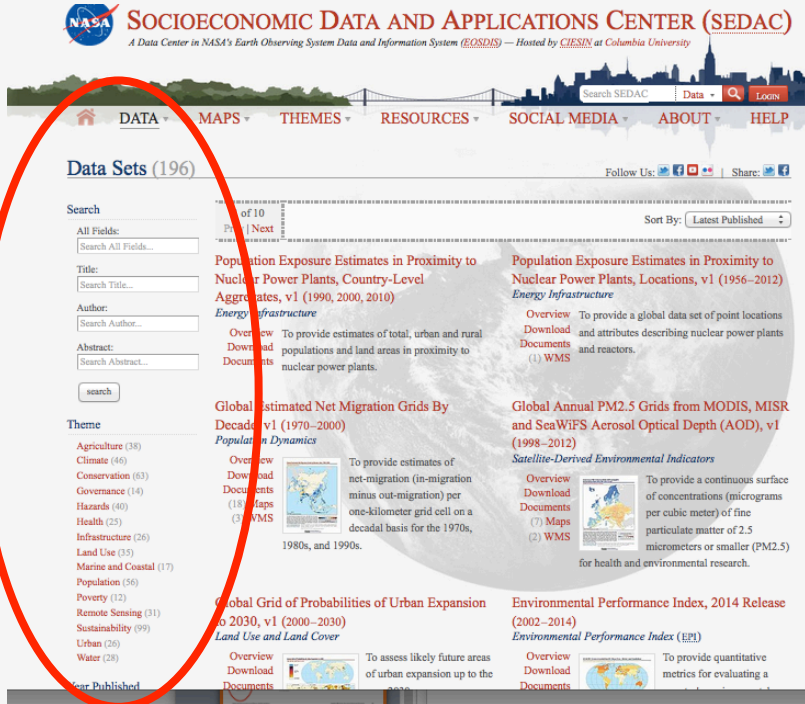 NASA
SOCIOECONOMIC DATA AND APPLICATIONS CENTER (SEDAC)
A Data Center in NASA's Earth Observing System Data and Information System (EOSDIS) — Hosted by CIESIN at Columbia University
Search SEDAC Data LOGIN
DATA MAPS THEMES RESOURCES SOCIAL MEDIA ABOUT HELP
Data Sets (196)
Follow Us: | Share:
Search
All Fields:
Search All Fields...
Title:
Search Title...
Author:
Search Author...
Abstract:
Search Abstract...
search
Theme
Agriculture (38)
Climate (46)
Conservation (63)
Governance (14)
Hazards (40)
Health (25)
Infrastructure (26)
Land Use (35)
Marine and Coastal (17)
Population (56)
Poverty (12)
Remote Sensing (31)
Sustainability (99)
Urban (26)
Water (28)
Year Published
of 10
| Next
Sort By: Latest Published
Population Exposure Estimates in Proximity to
Nuclear Power Plants, Country-Level
Aggregates, v1 (1990, 2000, 2010)
Energy Infrastructure
Overview
Download
Documents
To provide estimates of total, urban and rural
populations and land areas in proximity to
nuclear power plants.
Population Exposure Estimates in Proximity to
Nuclear Power Plants, Locations, v1 (1956–2012)
Energy Infrastructure
Overview
Download
Documents
(1) WMS
To provide a global data set of point locations
and attributes describing nuclear power plants
and reactors.
Global Estimated Net Migration Grids By
Decade, v1 (1970–2000)
Population Dynamics
Overview
Download
Documents
(18) Maps
(3) WMS
To provide estimates of
net-migration (in-migration
minus out-migration) per
one-kilometer grid cell on a
decadal basis for the 1970s,
1980s, and 1990s.
Global Annual PM2.5 Grids from MODIS, MISR
and SeaWiFS Aerosol Optical Depth (AOD), v1
(1998–2012)
Satellite-Derived Environmental Indicators
Overview
Download
Documents
(7) Maps
(2) WMS
To provide a continuous surface
of concentrations (micrograms
per cubic meter) of fine
particulate matter of 2.5
micrometers or smaller (PM2.5)
for health and environmental research.
Global Grid of Probabilities of Urban Expansion
to 2030, v1 (2000–2030)
Land Use and Land Cover
Overview
Download
Documents
To assess likely future areas
of urban expansion up to the
Environmental Performance Index, 2014 Release
(2002–2014)
Environmental Performance Index (EPI)
Overview
Download
Documents
To provide quantitative
metrics for evaluating a